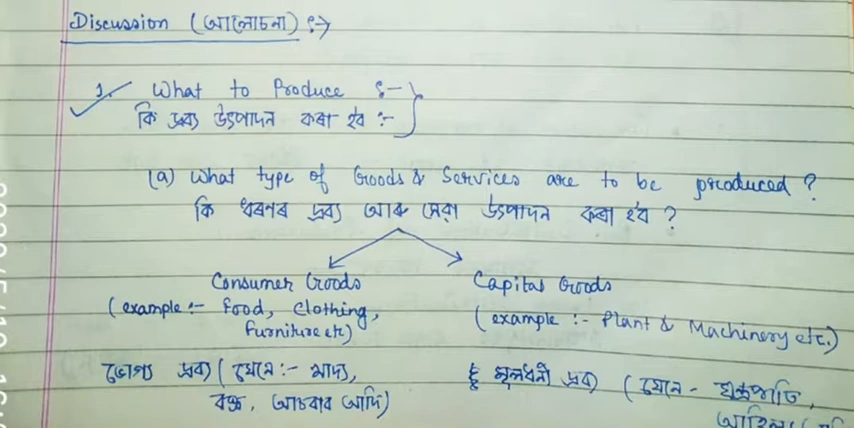 Discussion (আলোচনা) :→
1. What to Produce :-
কি দ্ৰব্য উৎপাদন কৰা হ'ব :-
(a) What type of Goods & Services are to be produced ?
কি ধৰণৰ দ্ৰব্য আৰু সেৱা উৎপাদন কৰা হ'ব ?
Consumer Goods
(example :- Food, Clothing,
Furniture etc)
Capital Goods
(example :- Plant & Machinery etc.)
ভোগ্য দ্ৰব্য (যেনে :- খাদ্য,
বস্ত্ৰ, আচবাব আদি)
মূলধনী দ্ৰব্য (যেনে - যন্ত্ৰপাতি,